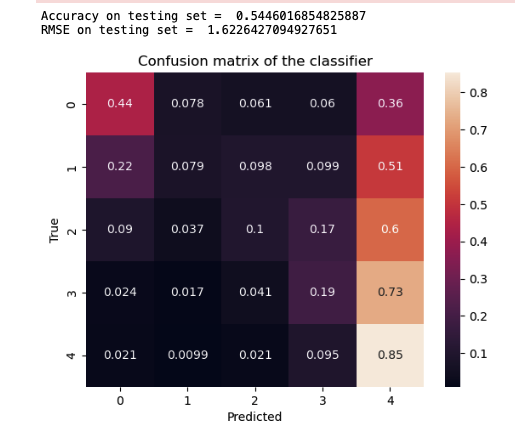 Accuracy on testing set =  0.5446016854825887
RMSE on testing set =  1.6226427094927651
Confusion matrix of the classifier
0 0.44 0.078 0.061 0.06 0.36
1 0.22 0.079 0.098 0.099 0.51
2 0.09 0.037 0.1 0.17 0.6
3 0.024 0.017 0.041 0.19 0.73
4 0.021 0.0099 0.021 0.095 0.85
0 1 2 3 4
True
Predicted
0.8
0.7
0.6
0.5
0.4
0.3
0.2
0.1